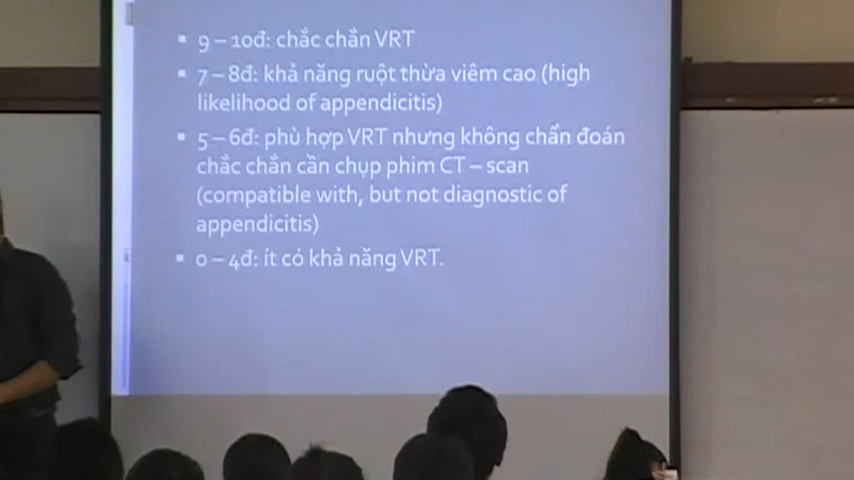 ▪ 9 – 10đ: chắc chắn VRT
▪ 7 – 8đ: khả năng ruột thừa viêm cao (high
likelihood of appendicitis)
▪ 5 – 6đ: phù hợp VRT nhưng không chẩn đoán
chắc chắn cần chụp phim CT – scan
(compatible with, but not diagnostic of
appendicitis)
▪ 0 – 4đ: ít có khả năng VRT.